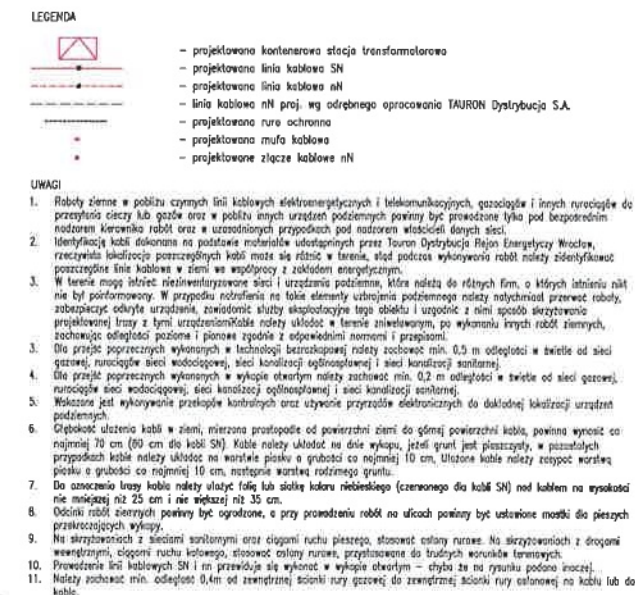 LEGENDA
– projektowana kontenerowa stacja transformatorowa
– projektowana linia kablowa SN
– projektowana linia kablowa nN
– linia kablowa nN proj. wg odrębnego opracowania TAURON Dystrybucja S.A.
– projektowana rura ochronna
– projektowana mufa kablowa
– projektowane złącze kablowe nN
UWAGI
1. Roboty ziemne w pobliżu czynnych linii kablowych elektroenergetycznych i telekomunikacyjnych, gazociągów i innych rurociągów do
przesyłania cieczy lub gazów oraz w pobliżu innych urządzeń podziemnych powinny być prowadzone tylko pod bezpośrednim
nadzorem kierownika robót oraz w uzasadnionych przypadkach pod nadzorem właścicieli danych sieci.
2. Identyfikację kabli dokonano na podstawie materiałów udostępninych przez Tauron Dystrybucja Rejon Energetyczy Wrocław,
rzeczywista lokalizacja poszczególnych kabli może się różnić w terenie, stąd podczas wykonywania robót należy zidentyfikować
poszczególne linie kablowe w ziemi we współpracy z zakładem energetycznym.
3. W terenie mogą istnieć niezinwentaryzowane sieci i urządzenia podziemne, które należą do różnych firm, o których istnieniu nikt
nie był poinformowany. W przypadku natrafienia na takie elementy uzbrojenia podziemnego należy natychmiast przerwać roboty,
zabezpieczyć odkryte urządzenie, zawiadomić służby eksploatacyjne tego obiektu i uzgodnić z nimi sposób skrzyżowania
projektowanej trasy z tymi urządzeniamiKable należy układać w terenie zniwelowanym, po wykonaniu innych robót ziemnych,
zachowując odległości poziome i pionowe zgodnie z odpowiednimi normami i przepisami.
3. Dla przejść poprzecznych wykonanych w technologii bezrozkopowej należy zachować min. 0,5 m odległości w świetle od sieci
gazowej, rurociągów sieci wodociągowej, sieci kanalizacji ogólnospławnej i sieci kanalizacji sanitarnej.
4. Dla przejść poprzecznych wykonanych w wykopie otwartym należy zachować min. 0,2 m odległości w świetle od sieci gazowej,
rurociągów sieci wodociągowej, sieci kanalizacji ogólnospławnej i sieci kanalizacji sanitarnej.
5. Wskazane jest wykonywanie przekopów kontrolnych oraz użycie przyrządów elektronicznych do dokładnej lokalizacji urządzeń
podziemnych.
6. Głębokość ułożenia kabli w ziemi, mierzona prostopadle od powierzchni ziemi do górnej powierzchni kabla, powinna wynosić co
najmniej 70 cm (80 cm dla kabli SN). Kable należy układać na dnie wykopu, jeżeli grunt jest piaszczysty, w pozostałych
przypadkach kable należy układać na warstwie piasku o grubości co najmniej 10 cm, Ułożone kable należy zasypać warstwą
piasku o grubości co najmniej 10 cm, następnie warstwą rodzimego gruntu.
7. Do oznaczenia trasy kabla należy ułożyć folię lub siatkę koloru niebieskiego (czerwonego dla kabli SN) nad kablem na wysokości
nie mniejszej niż 25 cm i nie większej niż 35 cm.
8. Odcinki robót ziemnych powinny być ogrodzone, a przy prowadzeniu robót na ulicach powinny być ustawione mostki dla pieszych
przekraczających wykopy.
9. Na skrzyżowaniach z sieciami sanitarnymi oraz ciągami ruchu pieszego, stosować osłony rurowe. Na skrzyżowaniach z drogami
wewnętrznymi, ciągami ruchu kołowego, stosować osłony rurowe, przystosowane do trudnych warunków terenowych.
10. Prowadzenie linii kablowych SN i nn przewiduje się wykonać w wykopie otwartym – chyba że na rysunku podano inaczej...
11. Należy zachować min. odległość 0,4m od zewnętrznej ścianki rury gazowej do zewnętrznej ścianki rury osłonowej na kablu lub do
kabla.